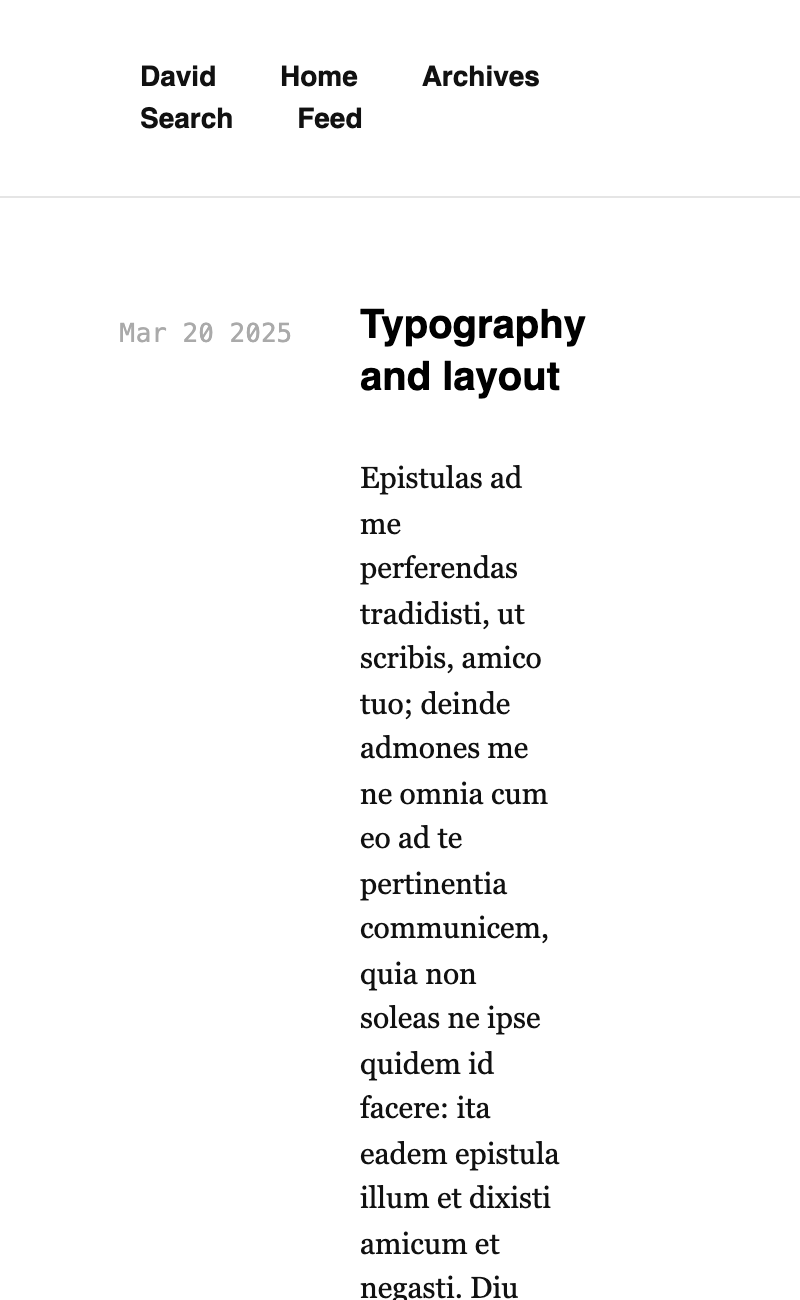 David Home Archives
Search Feed
Mar 20 2025
Typography
and layout
Epistulas ad
me
perferendas
tradidisti, ut
scribis, amico
tuo; deinde
admones me
ne omnia cum
eo ad te
pertinentia
communicem,
quia non
soleas ne ipse
quidem id
facere: ita
eadem epistula
illum et dixisti
amicum et
negasti. Diu